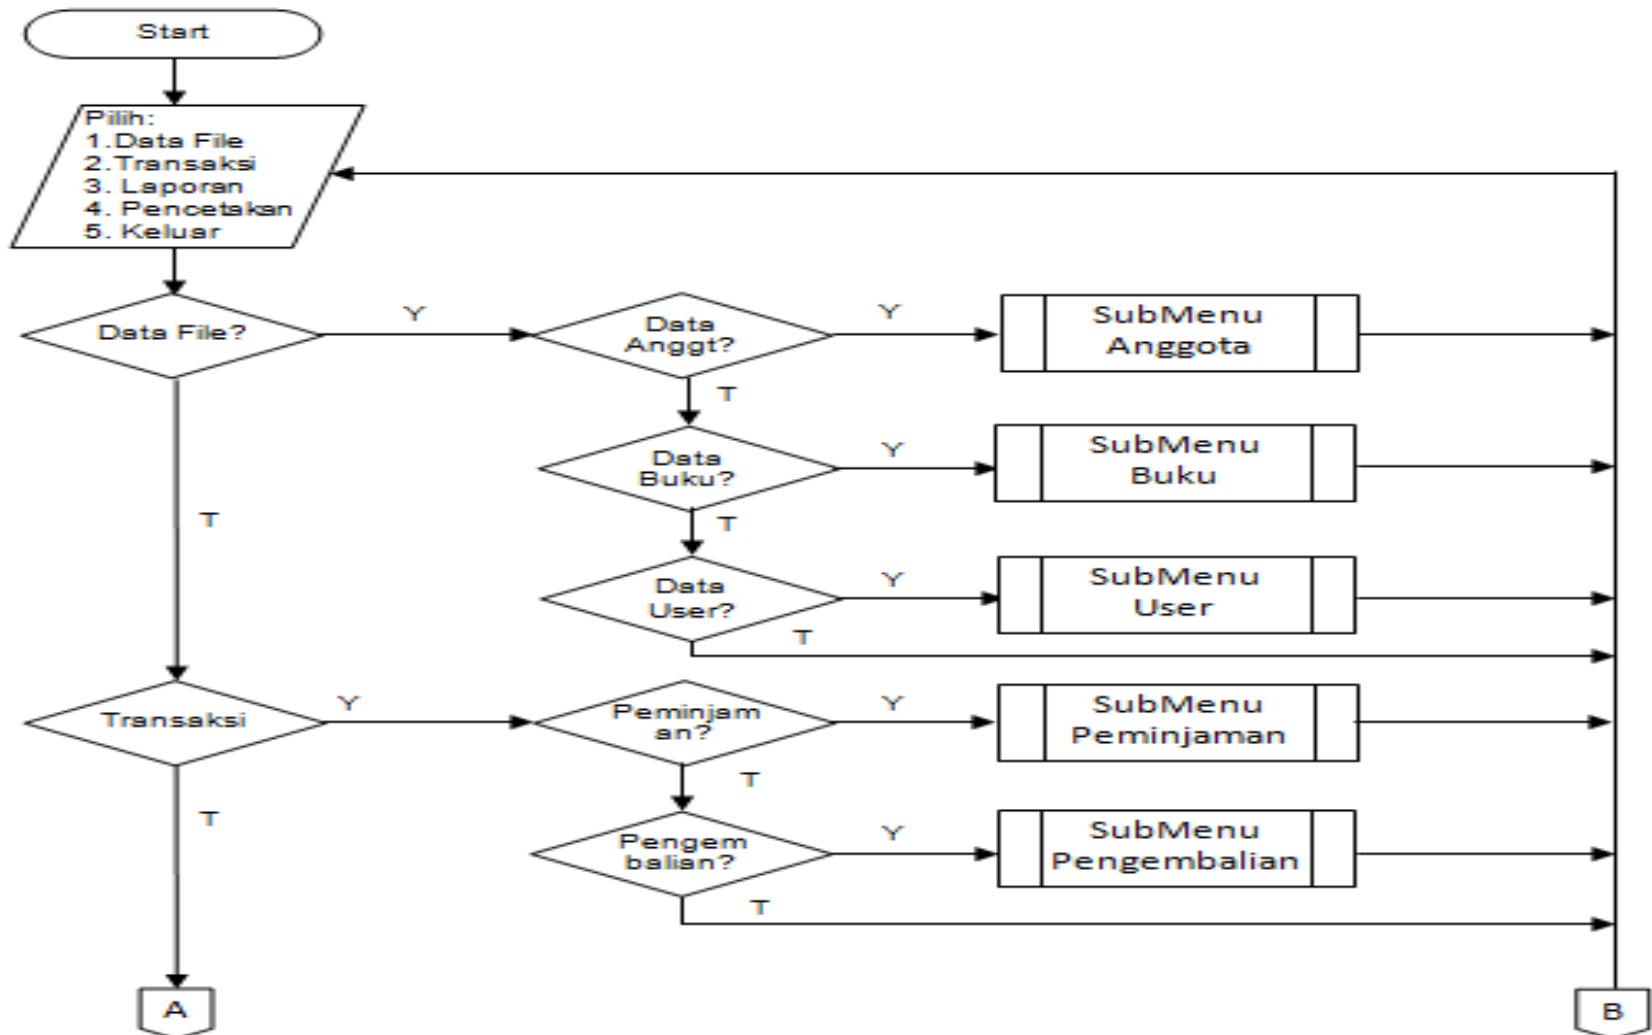 Start
Pilih:
1.Data File
2.Transaksi
3. Laporan
4. Pencetakan
5. Keluar
Data File?
Y
Data
Anggt?
Y
SubMenu
Anggota
T
Data
Buku?
Y
SubMenu
Buku
T
T
Data
User?
Y
SubMenu
User
T
Transaksi
Y
Peminjam
an?
Y
SubMenu
Peminjaman
T
T
Pengem
balian?
Y
SubMenu
Pengembalian
T
A
B